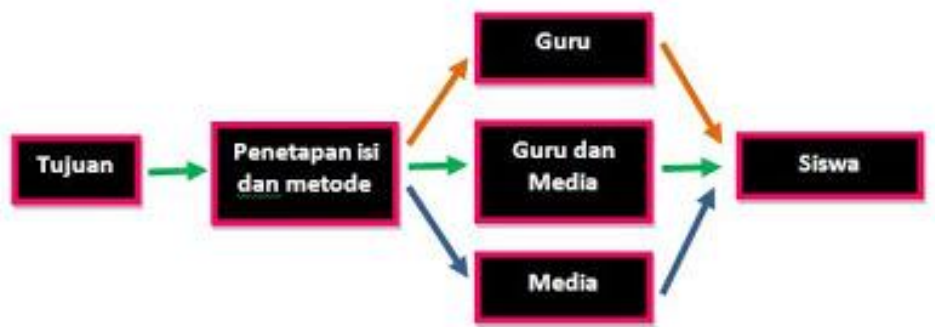 Tujuan
Penetapan isi
dan metode
Guru
Guru dan
Media
Media
Siswa